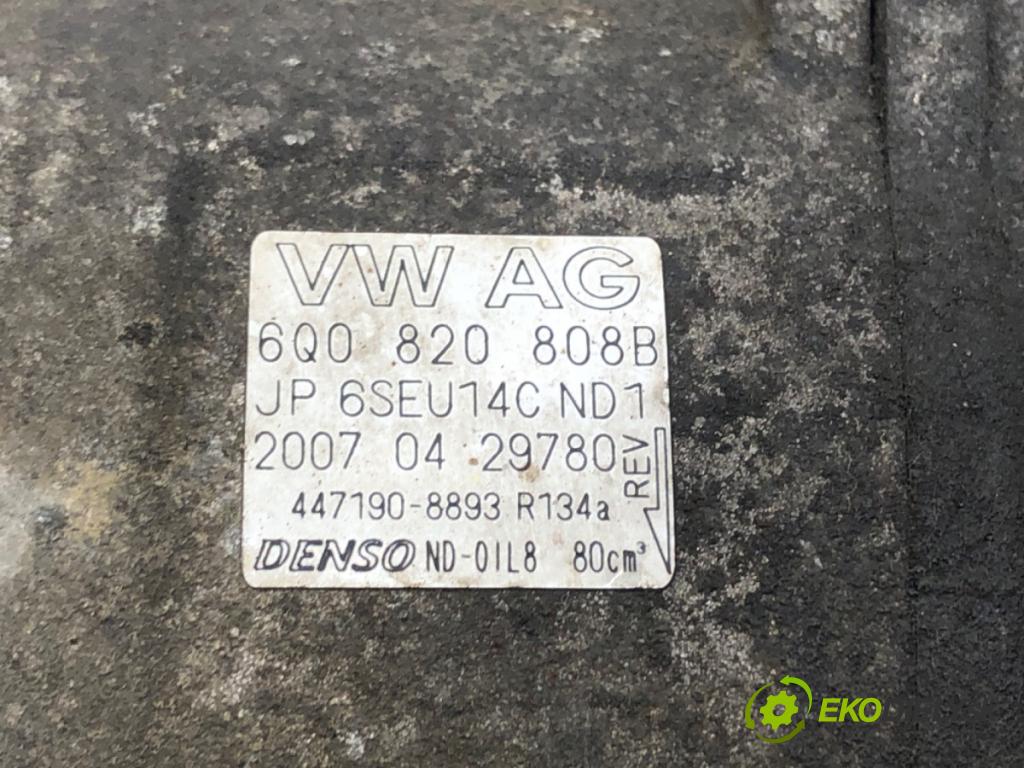 VW AG
6Q0 820 808B
JP 6SEU14C ND1
2007 04 29780
REV
447190-8893 R134a
DENSO ND-OIL8 80cm³
EKO